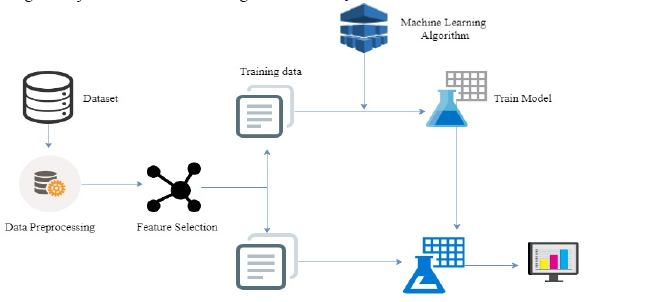 Machine Learning
Algorithm
Training data
Dataset
Train Model
Data Preprocessing
Feature Selection